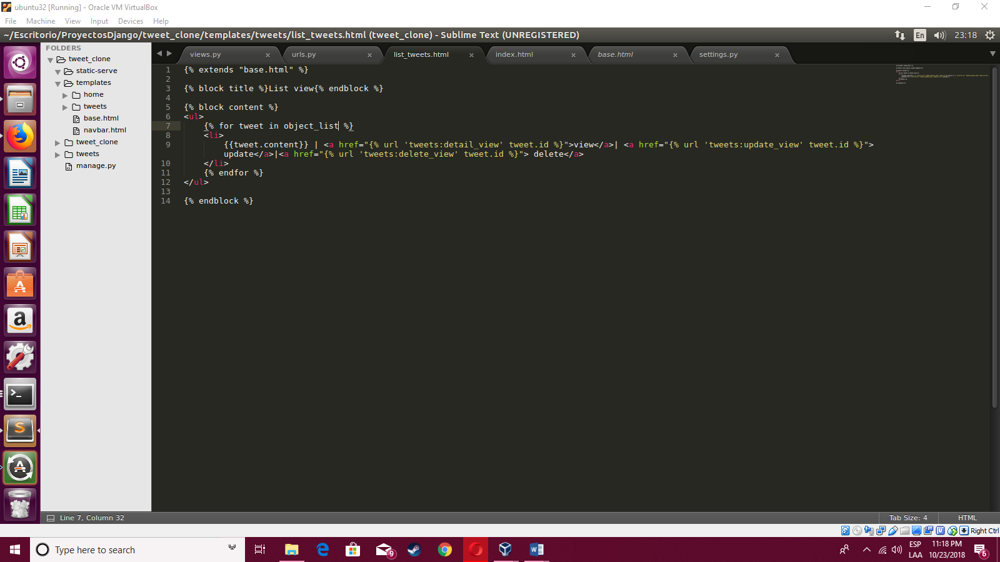 ubuntu32 [Running] - Oracle VM VirtualBox
File Machine View Input Devices Help
~/Escritorio/ProyectosDjango/tweet_clone/templates/tweets/list_tweets.html (tweet_clone) - Sublime Text (UNREGISTERED)
En 23:18
FOLDERS
tweet_clone
static-serve
templates
home
tweets
base.html
navbar.html
tweet_clone
tweets
manage.py
views.py × urls.py × list_tweets.html × index.html × base.html × settings.py ×
1 {% extends "base.html" %}
2
3 {% block title %}List view{% endblock %}
4
5 {% block content %}
6 <ul>
7 {% for tweet in object_list %}
8 <li>
9 {{tweet.content}} | <a href="{% url 'tweets:detail_view' tweet.id %}">view</a>| <a href="{% url 'tweets:update_view' tweet.id %}">
update</a>|<a href="{% url 'tweets:delete_view' tweet.id %}"> delete</a>
10 </li>
11 {% endfor %}
12 </ul>
13
14 {% endblock %}
Line 7, Column 32
Tab Size: 4 HTML
Right Ctrl
Type here to search
9
ESP
LAA
11:18 PM
10/23/2018
6